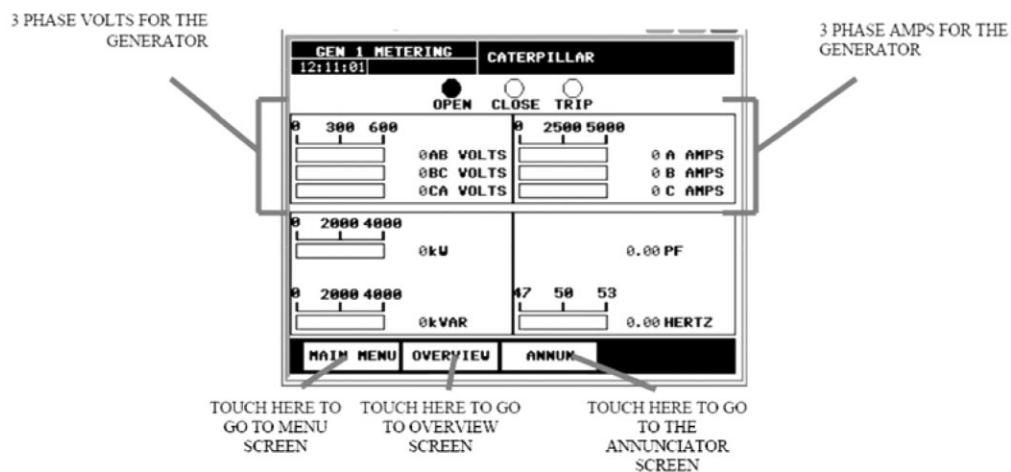 3 PHASE VOLTS FOR THE
GENERATOR
3 PHASE AMPS FOR THE
GENERATOR
GEN 1 METERING
CATERPILLAR
12:11:01
OPEN CLOSE TRIP
0 300 600
0 2500 5000
0AB VOLTS
0 A AMPS
0BC VOLTS
0 B AMPS
0CA VOLTS
0 C AMPS
0 2000 4000
0kW
0.00 PF
0 2000 4000
47 50 53
0kVAR
0.00 HERTZ
MAIN MENU OVERVIEW ANNUN
TOUCH HERE TO
GO TO MENU
SCREEN
TOUCH HERE TO GO
TO OVERVIEW
SCREEN
TOUCH HERE TO GO
TO THE
ANNUNCIATOR
SCREEN